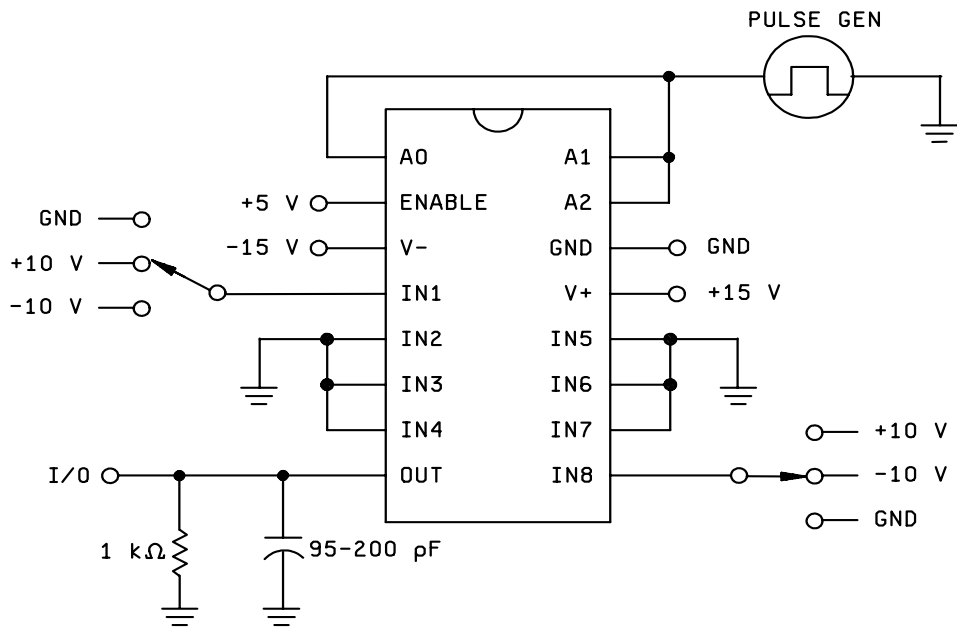 PULSE GEN
A0
A1
+5 V
ENABLE
A2
GND
-15 V
V-
GND
GND
+10 V
-10 V
IN1
V+
+15 V
IN2
IN5
IN3
IN6
IN4
IN7
+10 V
I/O
OUT
IN8
-10 V
GND
1 kΩ
95-200 pF